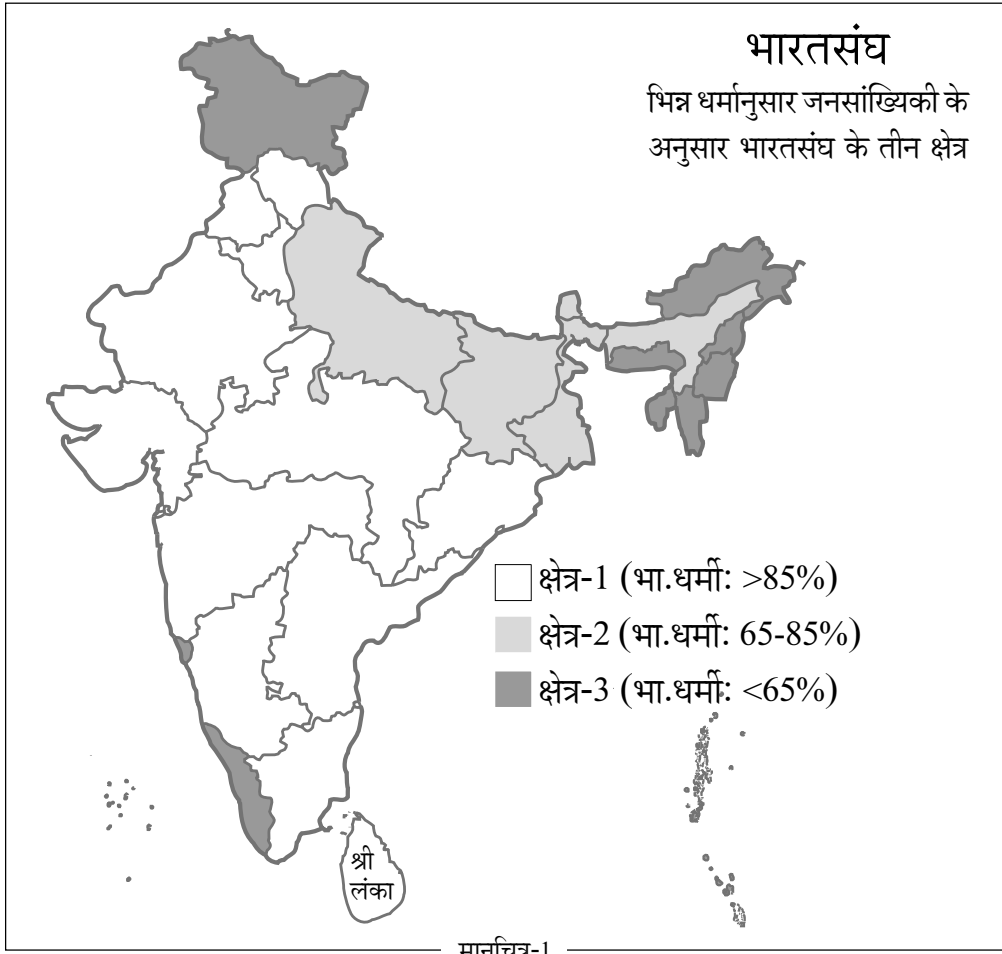 भारतसंघ
भिन्न धर्मानुसार जनसांख्यिकी के
अनुसार भारतसंघ के तीन क्षेत्र
क्षेत्र-1 (भा.धर्मी: >85%)
क्षेत्र-2 (भा.धर्मी: 65-85%)
क्षेत्र-3 (भा.धर्मी: <65%)
श्री
लंका
मानचित्र-1